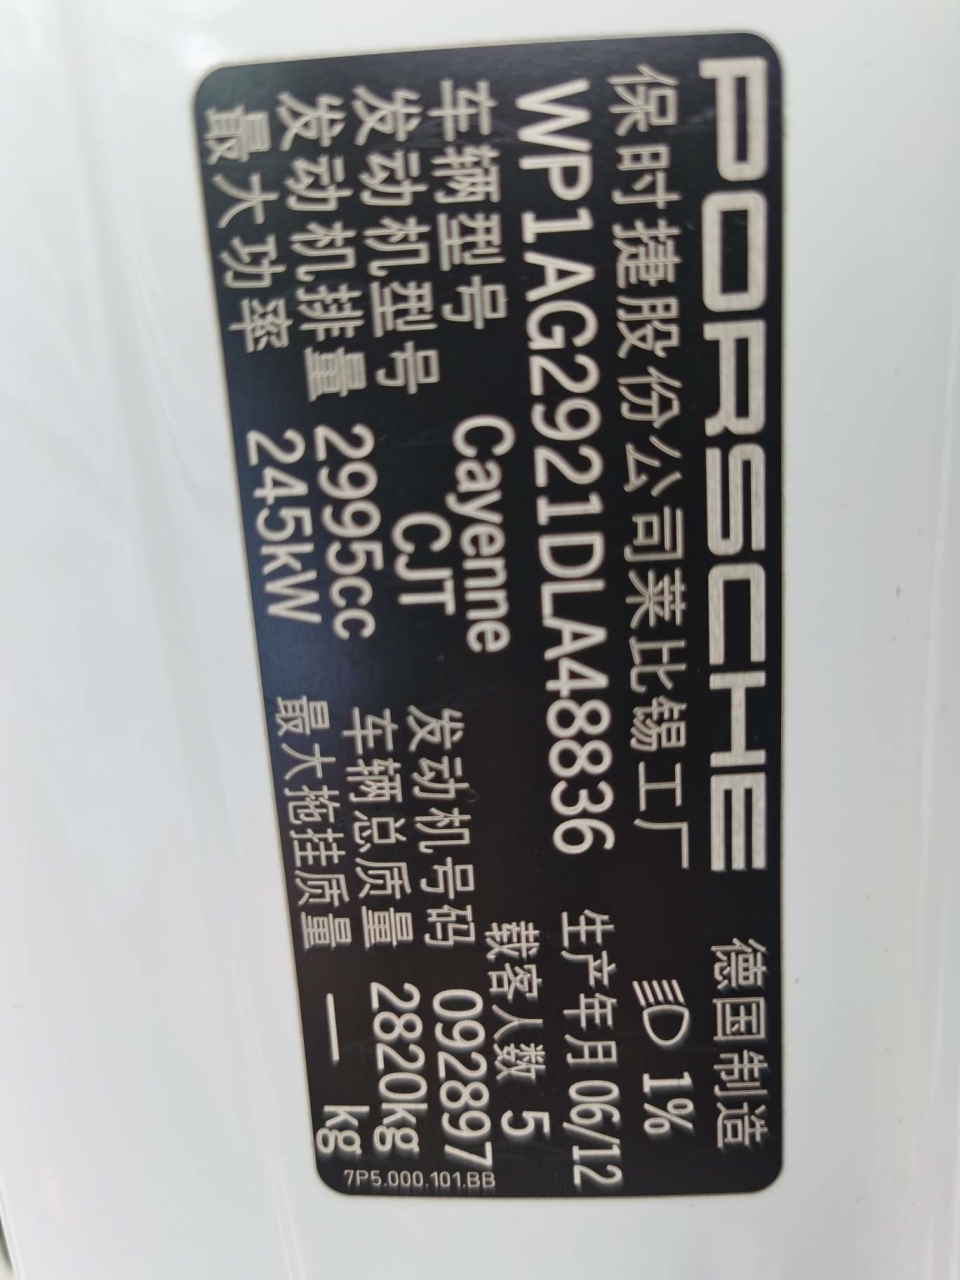 PORSCHE 德国制造
保时捷股份公司莱比锡工厂 1%
WP1AG2921DLA48836 生产年月 06/12
车辆型号 Cayenne 载客人数 5
发动机型号 CJT 发动机号码 092897
发动机排量 2995cc 车辆总质量 2820kg
最大功率 245kW 最大拖挂质量 — kg
7P5.000.101.BB